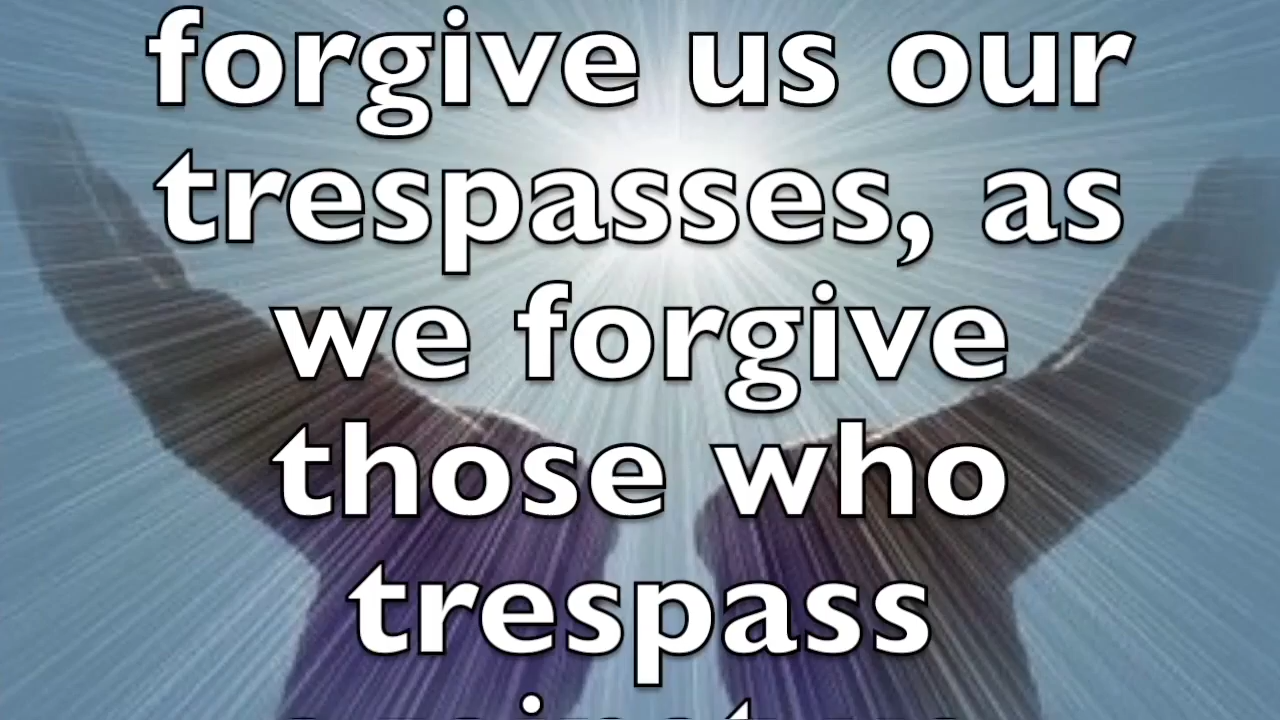 forgive us our
trespasses, as
we forgive
those who
trespass